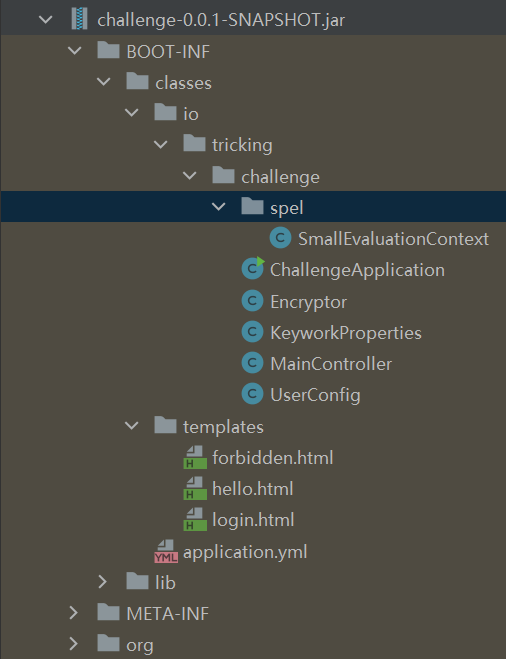 challenge-0.0.1-SNAPSHOT.jar
BOOT-INF
classes
io
tricking
challenge
spel
C SmallEvaluationContext
C ChallengeApplication
C Encryptor
C KeyworkProperties
C MainController
C UserConfig
templates
H forbidden.html
H hello.html
H login.html
YML application.yml
lib
META-INF
org